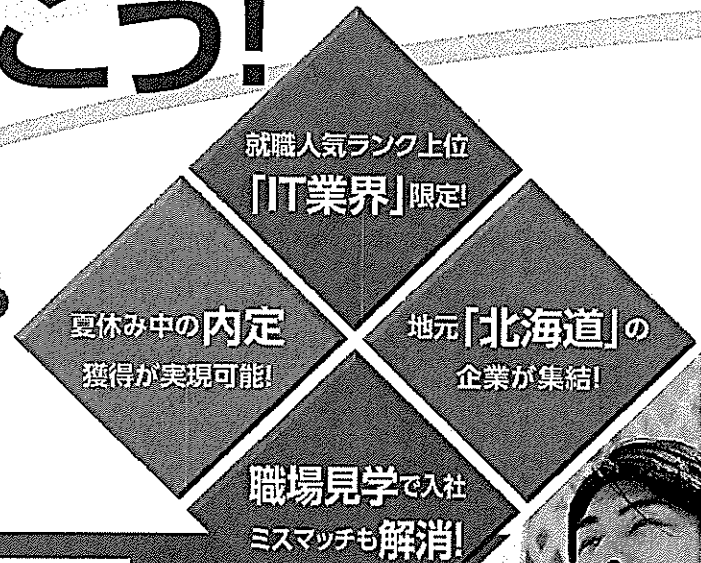 とつ!
就職人気ランク上位
「IT業界」限定!
夏休み中の内定
獲得が実現可能!
地元「北海道」の
企業が集結!
職場見学で入社
ミスマッチも解消!